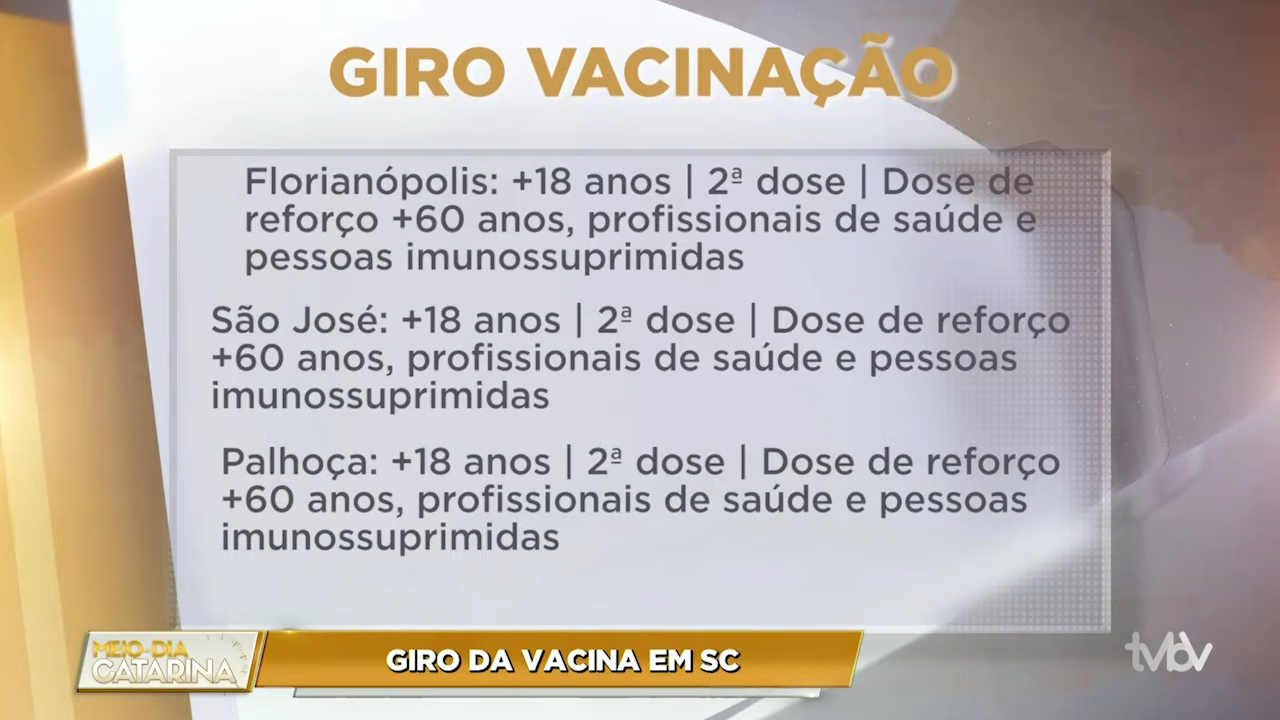 GIRO VACINAÇÃO
Florianópolis: +18 anos | 2ª dose | Dose de
reforço +60 anos, profissionais de saúde e
pessoas imunossuprimidas
São José: +18 anos | 2ª dose | Dose de reforço
+60 anos, profissionais de saúde e pessoas
imunossuprimidas
Palhoça: +18 anos | 2ª dose | Dose de reforço
+60 anos, profissionais de saúde e pessoas
imunossuprimidas
MEIO-DIA
CATARINA
GIRO DA VACINA EM SC
tvbv